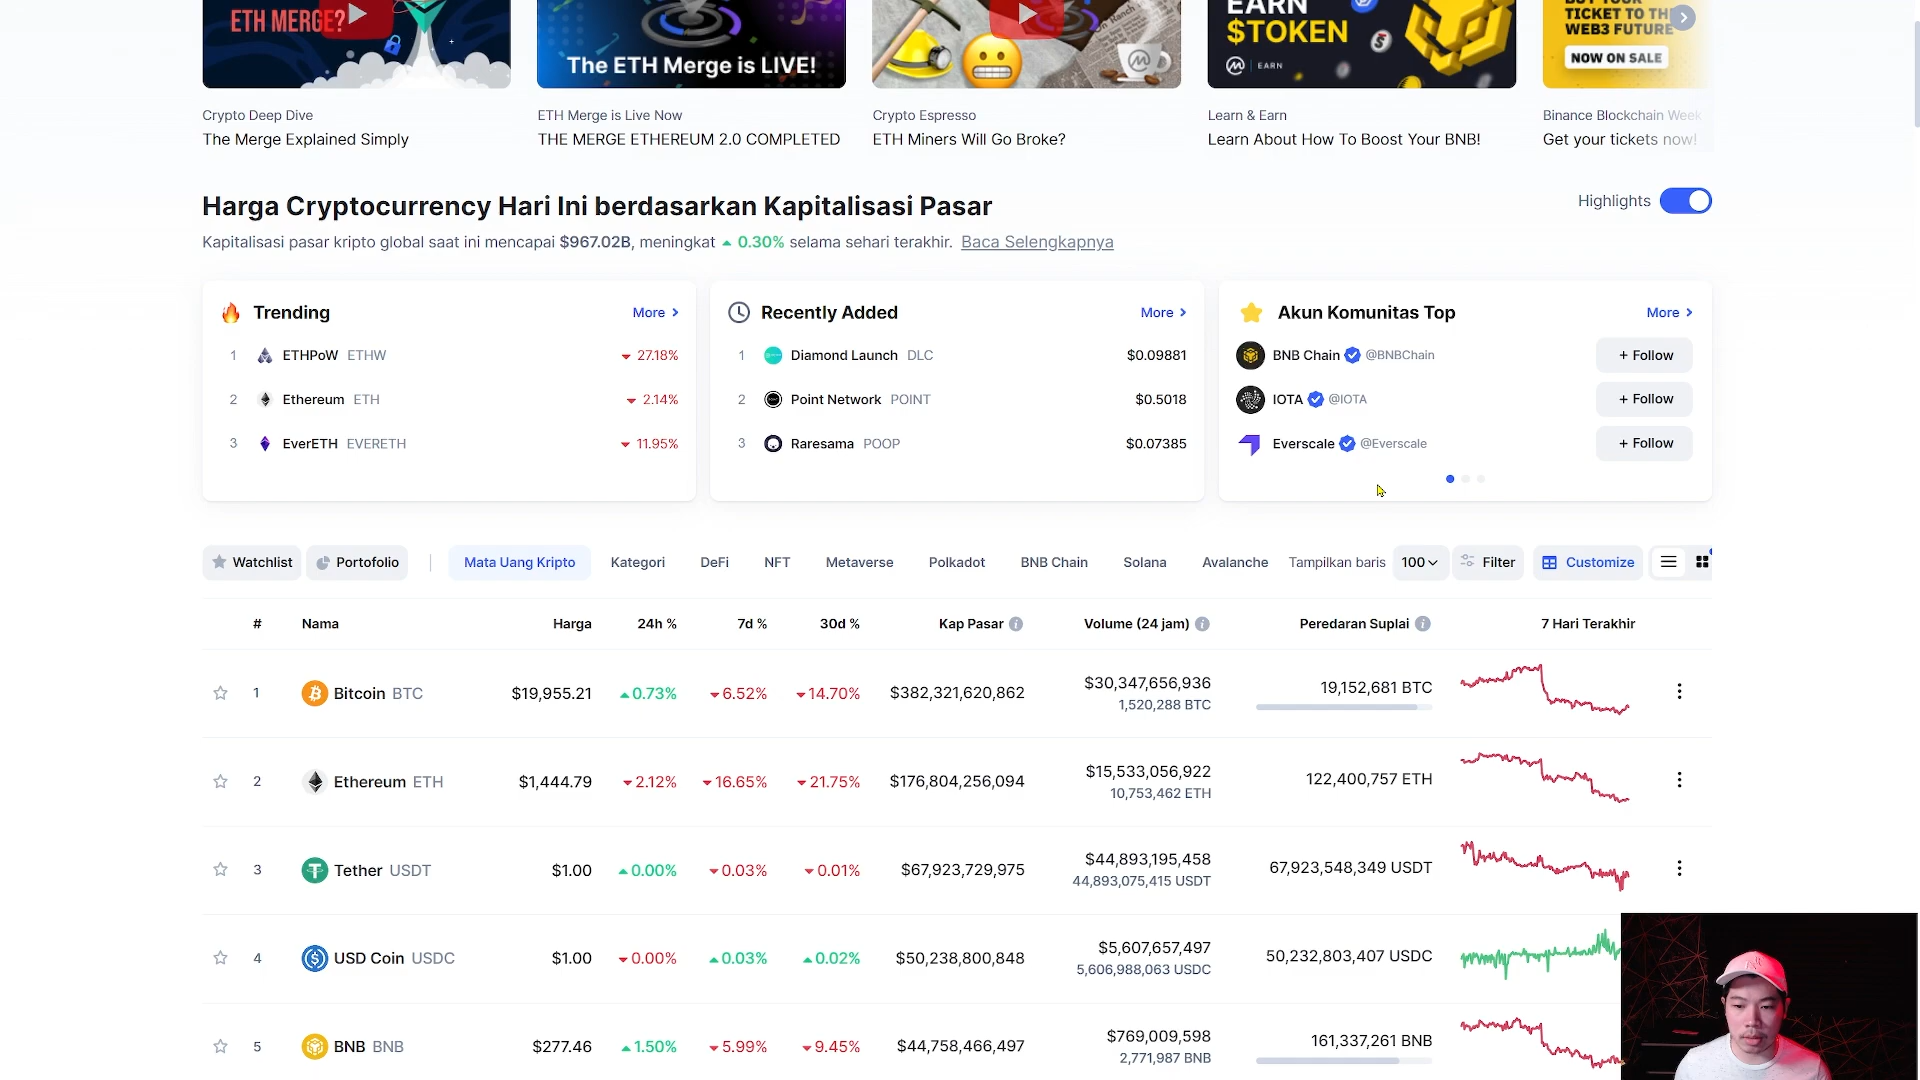 ETH MERGE?
The ETH Merge is LIVE!
EARN
$TOKEN
EARN
TICKET TO THE
WEB3 FUTURE
NOW ON SALE
Crypto Deep Dive
The Merge Explained Simply
ETH Merge is Live Now
THE MERGE ETHEREUM 2.0 COMPLETED
Crypto Espresso
ETH Miners Will Go Broke?
Learn & Earn
Learn About How To Boost Your BNB!
Binance Blockchain Week
Get your tickets now!
Harga Cryptocurrency Hari Ini berdasarkan Kapitalisasi Pasar
Highlights
Kapitalisasi pasar kripto global saat ini mencapai $967.02B, meningkat 0.30% selama sehari terakhir. Baca Selengkapnya
Trending
More
1 ETHPoW ETHW 27.18%
2 Ethereum ETH 2.14%
3 EverETH EVERETH 11.95%
Recently Added
More
1 Diamond Launch DLC $0.09881
2 Point Network POINT $0.5018
3 Raresama POOP $0.07385
Akun Komunitas Top
More
BNB Chain @BNBChain + Follow
IOTA @IOTA + Follow
Everscale @Everscale + Follow
Watchlist Portofolio Mata Uang Kripto Kategori DeFi NFT Metaverse Polkadot BNB Chain Solana Avalanche Tampilkan baris 100 Filter Customize
# Nama Harga 24h % 7d % 30d % Kap Pasar Volume (24 jam) Peredaran Suplai 7 Hari Terakhir
1 Bitcoin BTC $19,955.21 0.73% 6.52% 14.70% $382,321,620,862 $30,347,656,936 19,152,681 BTC
1,520,288 BTC
2 Ethereum ETH $1,444.79 2.12% 16.65% 21.75% $176,804,256,094 $15,533,056,922 122,400,757 ETH
10,753,462 ETH
3 Tether USDT $1.00 0.00% 0.03% 0.01% $67,923,729,975 $44,893,195,458 67,923,548,349 USDT
44,893,075,415 USDT
4 USD Coin USDC $1.00 0.00% 0.03% 0.02% $50,238,800,848 $5,607,657,497 50,232,803,407 USDC
5,606,988,063 USDC
5 BNB BNB $277.46 1.50% 5.99% 9.45% $44,758,466,497 $769,009,598 161,337,261 BNB
2,771,987 BNB